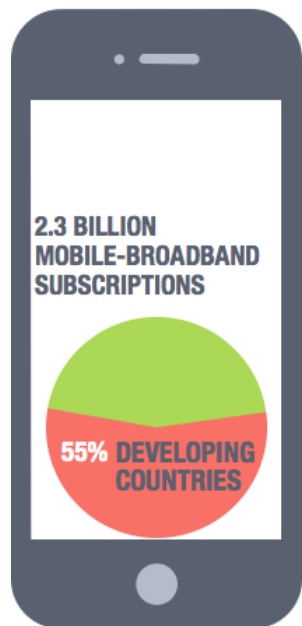 2.3 BILLION
MOBILE-BROADBAND
SUBSCRIPTIONS
55% DEVELOPING
COUNTRIES